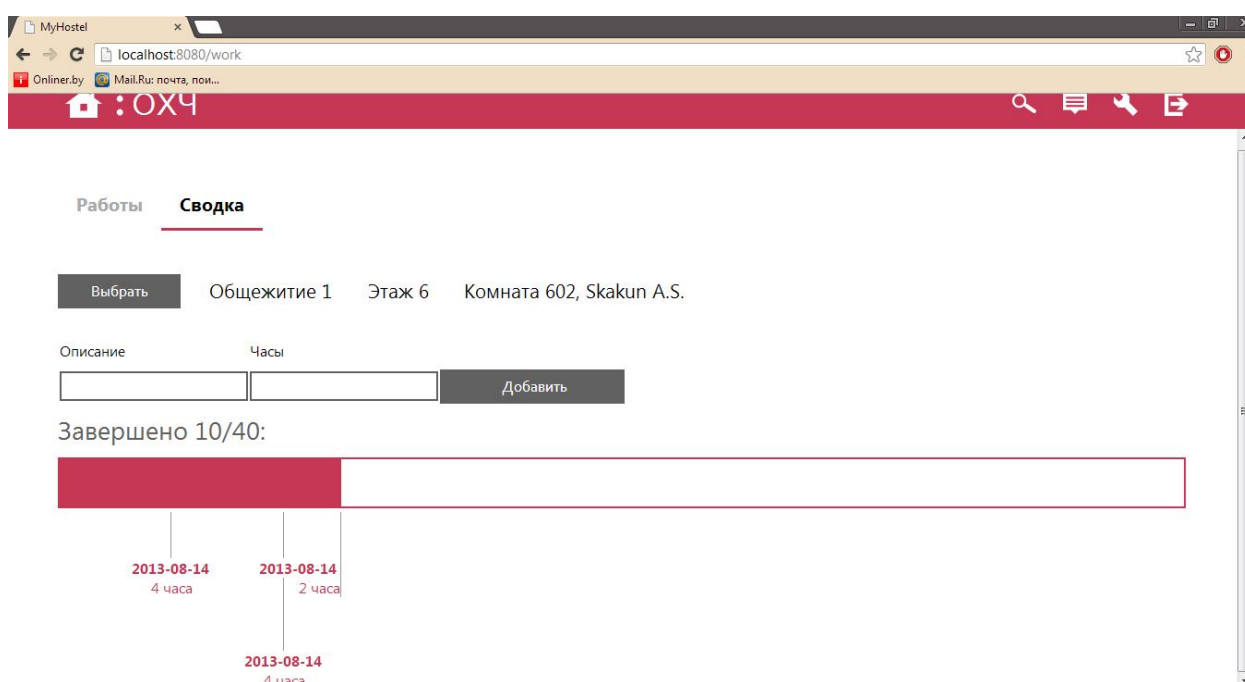 MyHostel
localhost:8080/work
Onliner.by Mail.Ru: почта, пои...
: ОХЧ
Работы Сводка
Выбрать Общежитие 1 Этаж 6 Комната 602, Skakun A.S.
Описание Часы
Добавить
Завершено 10/40:
2013-08-14 2013-08-14
4 часа 2 часа
2013-08-14
4 часа